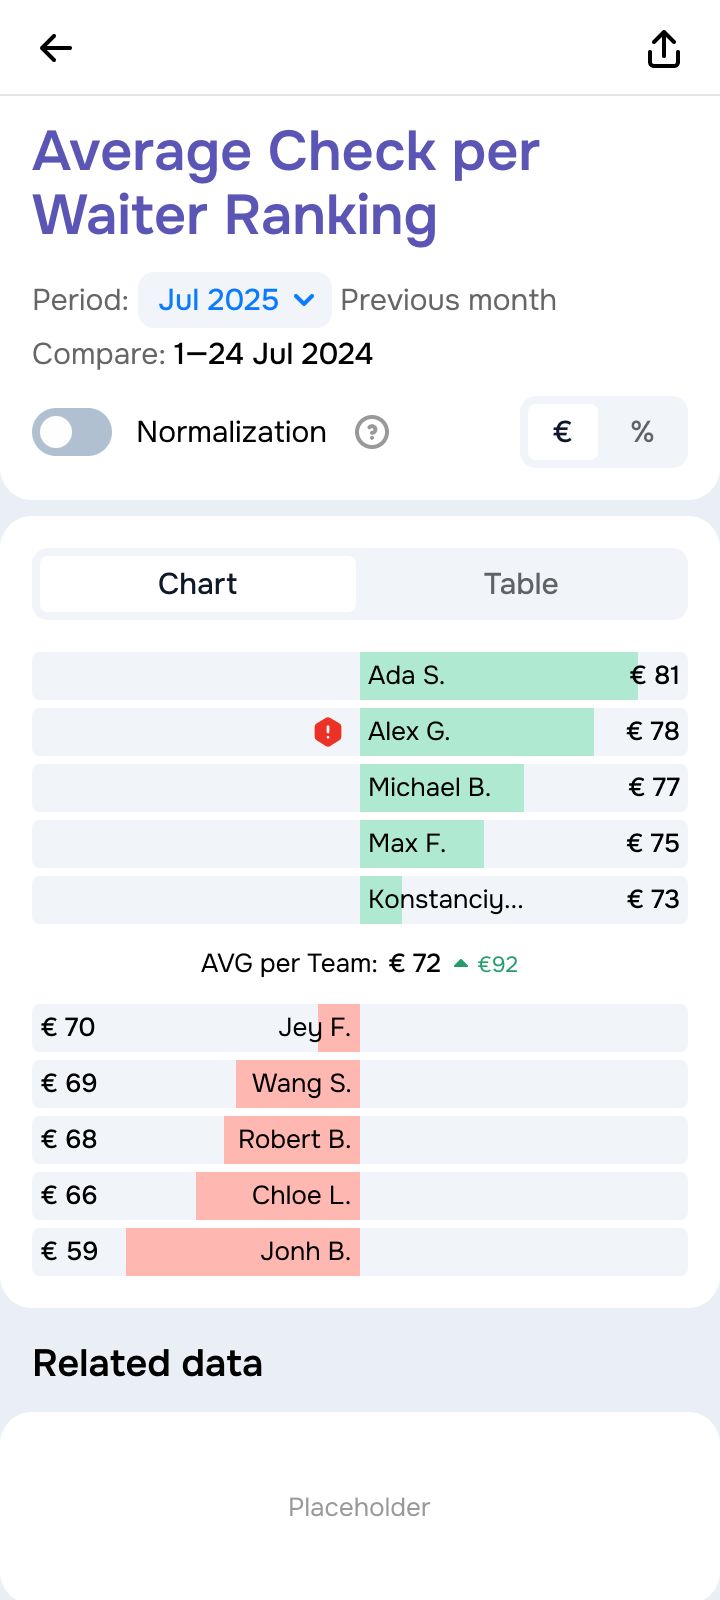 Average Check per
Waiter Ranking
Period: Jul 2025 Previous month
Compare: 1—24 Jul 2024
Normalization ? € %
Chart Table
Ada S. € 81
! Alex G. € 78
Michael B. € 77
Max F. € 75
Konstanciy... € 73
AVG per Team: € 72 €92
€ 70 Jey F.
€ 69 Wang S.
€ 68 Robert B.
€ 66 Chloe L.
€ 59 Jonh B.
Related data
Placeholder